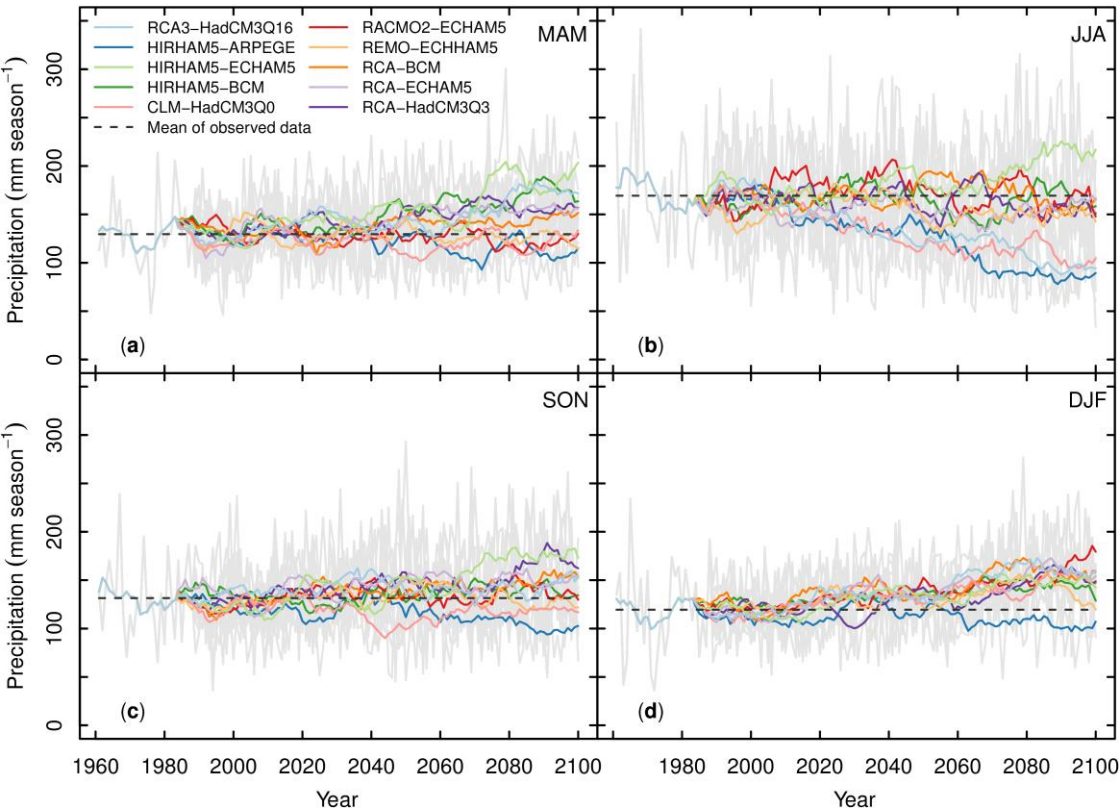 RCA3−HadCM3Q16
HIRHAM5−ARPEGE
HIRHAM5−ECHAM5
HIRHAM5−BCM
CLM−HadCM3Q0
Mean of observed data
RACMO2−ECHAM5
REMO−ECHHAM5
RCA−BCM
RCA−ECHAM5
RCA−HadCM3Q3
MAM
JJA
Precipitation (mm season⁻¹)
300
200
100
0
(a)
(b)
SON
DJF
Precipitation (mm season⁻¹)
300
200
100
0
(c)
(d)
1960 1980 2000 2020 2040 2060 2080 2100
1980 2000 2020 2040 2060 2080 2100
Year
Year